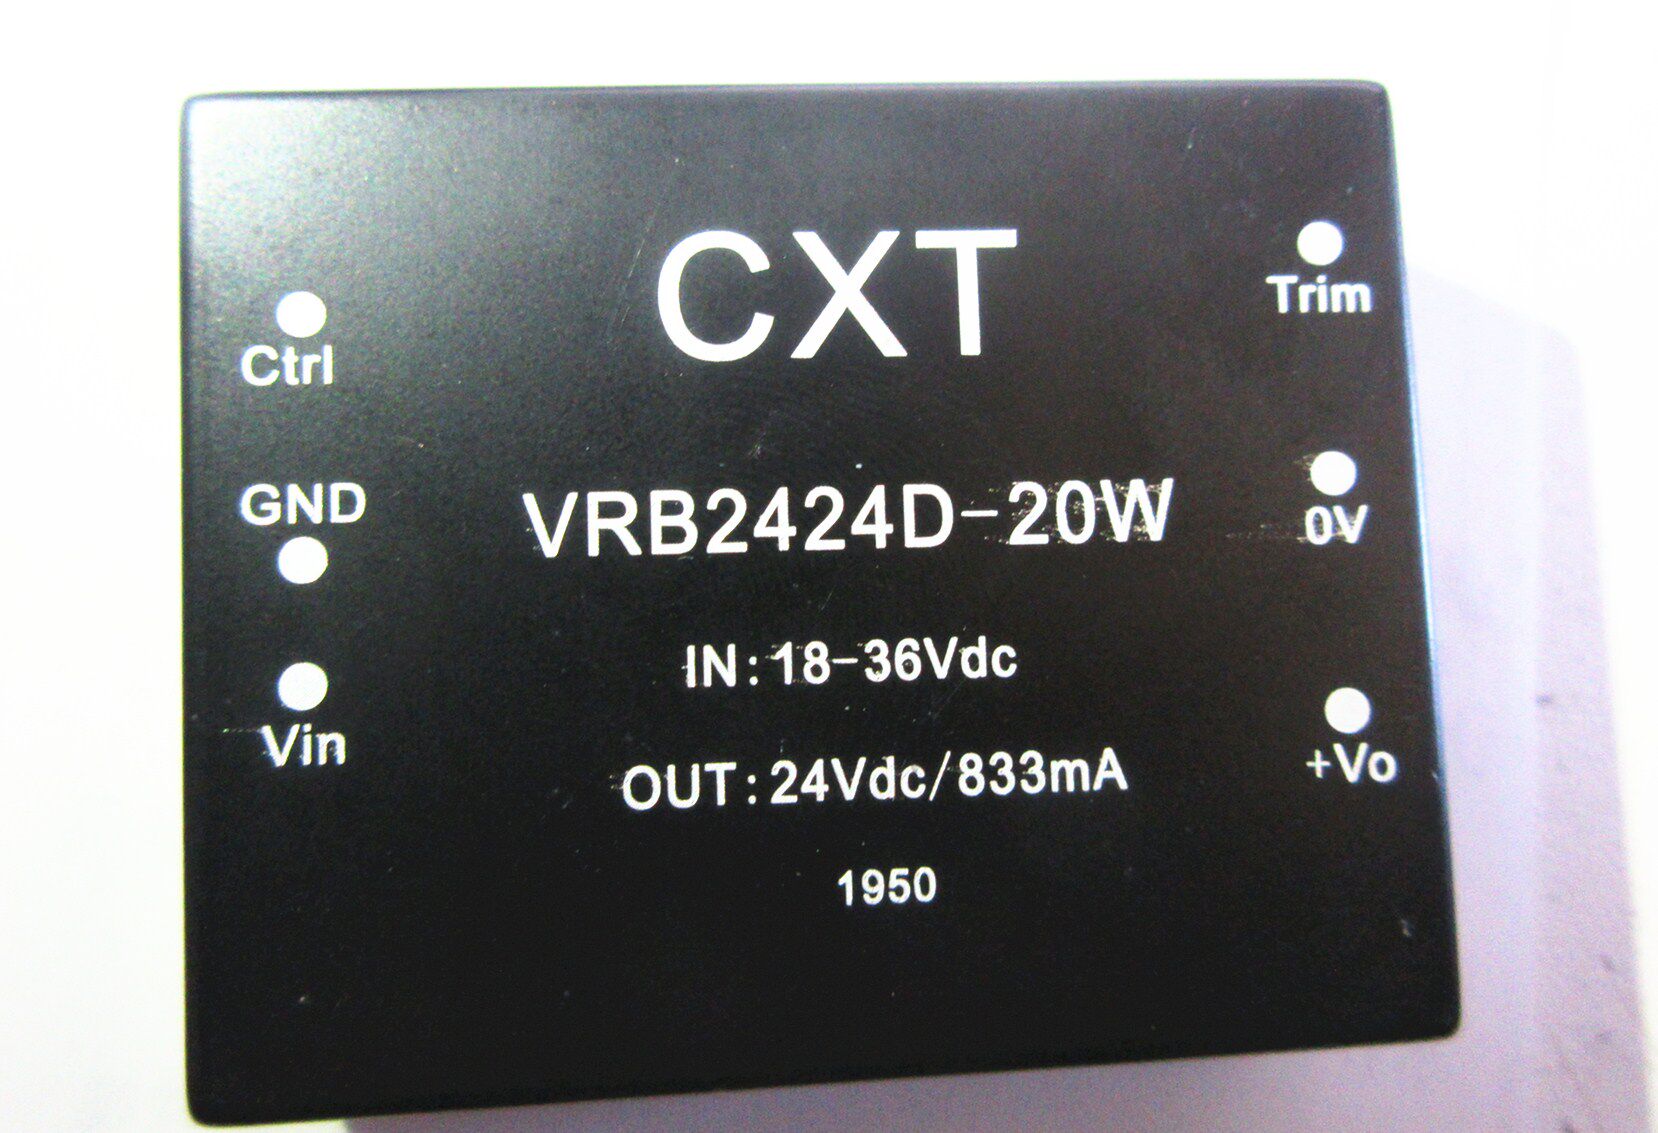 CXT
Trim
Ctrl
GND
VRB2424D-20W
0V
IN:18-36Vdc
Vin
OUT:24Vdc/833mA
+Vo
1950